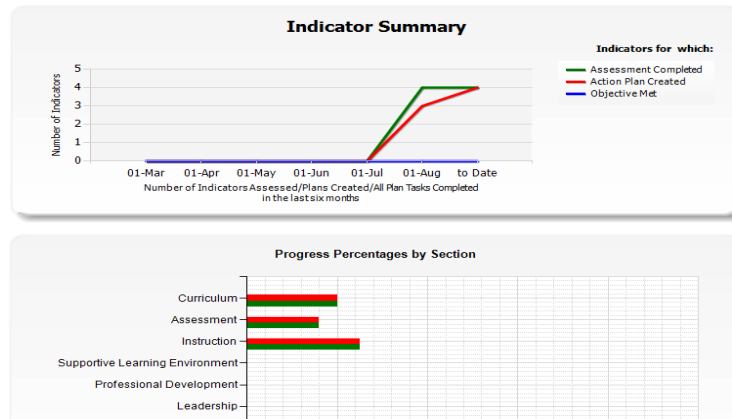 Indicator Summary
Indicators for which:
Assessment Completed
Action Plan Created
Objective Met
Number of Indicators
5
4
3
2
1
0
01-Mar 01-Apr 01-May 01-Jun 01-Jul 01-Aug to Date
Number of Indicators Assessed/Plans Created/All Plan Tasks Completed
in the last six months
Progress Percentages by Section
Curriculum
Assessment
Instruction
Supportive Learning Environment
Professional Development
Leadership